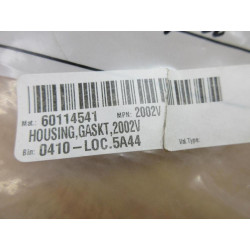 Mat.: 60114541 MPN: 2002V
HOUSING,GASKT,2002V
Bin: 0410-LOC.5A44
Val Type: